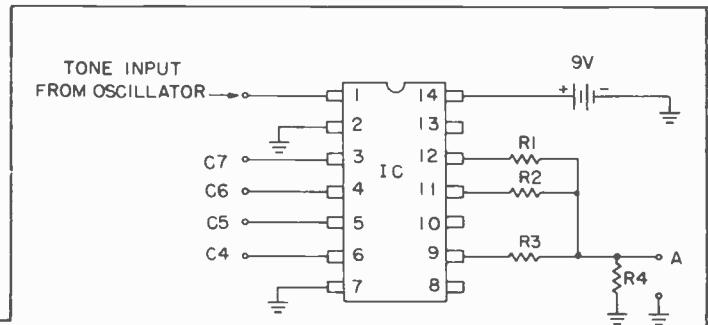 TONE INPUT
FROM OSCILLATOR
9V
+ -
1 14
2 13
3 12
4 11
5 10
6 9
7 8
IC
C7
C6
C5
C4
R1
R2
R3
R4
A